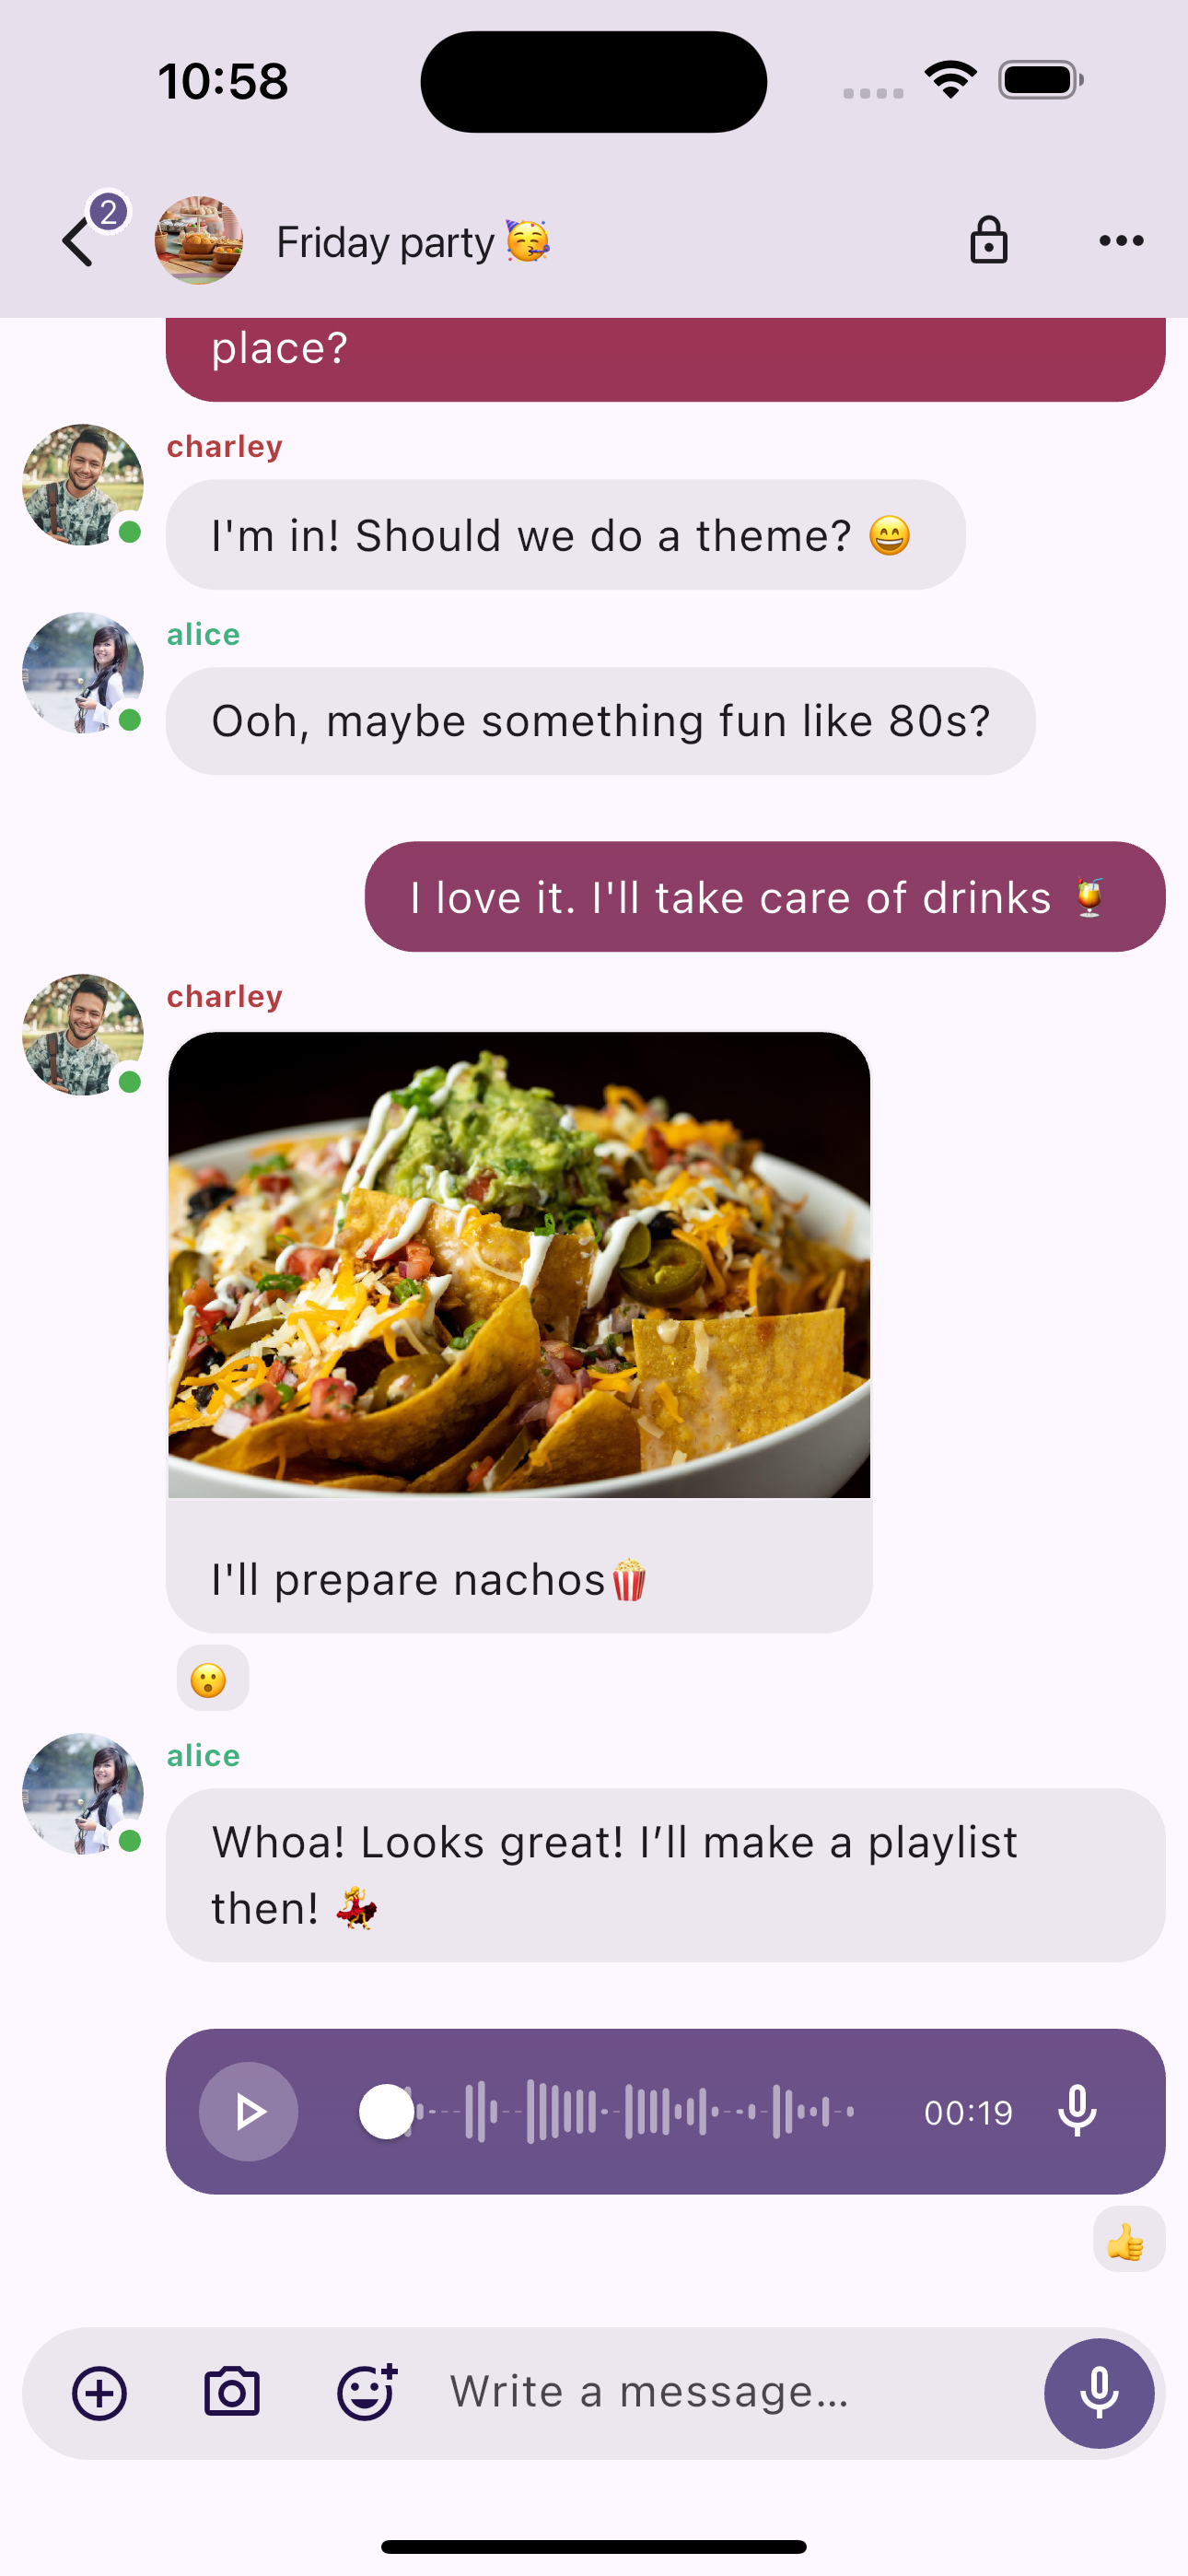 10:58
2
Friday party 🥳
place?
charley
I'm in! Should we do a theme? 😄
alice
Ooh, maybe something fun like 80s?
I love it. I'll take care of drinks 🍹
charley
I'll prepare nachos🍿
😮
alice
Whoa! Looks great! I’ll make a playlist
then! 💃
00:19
👍
Write a message…